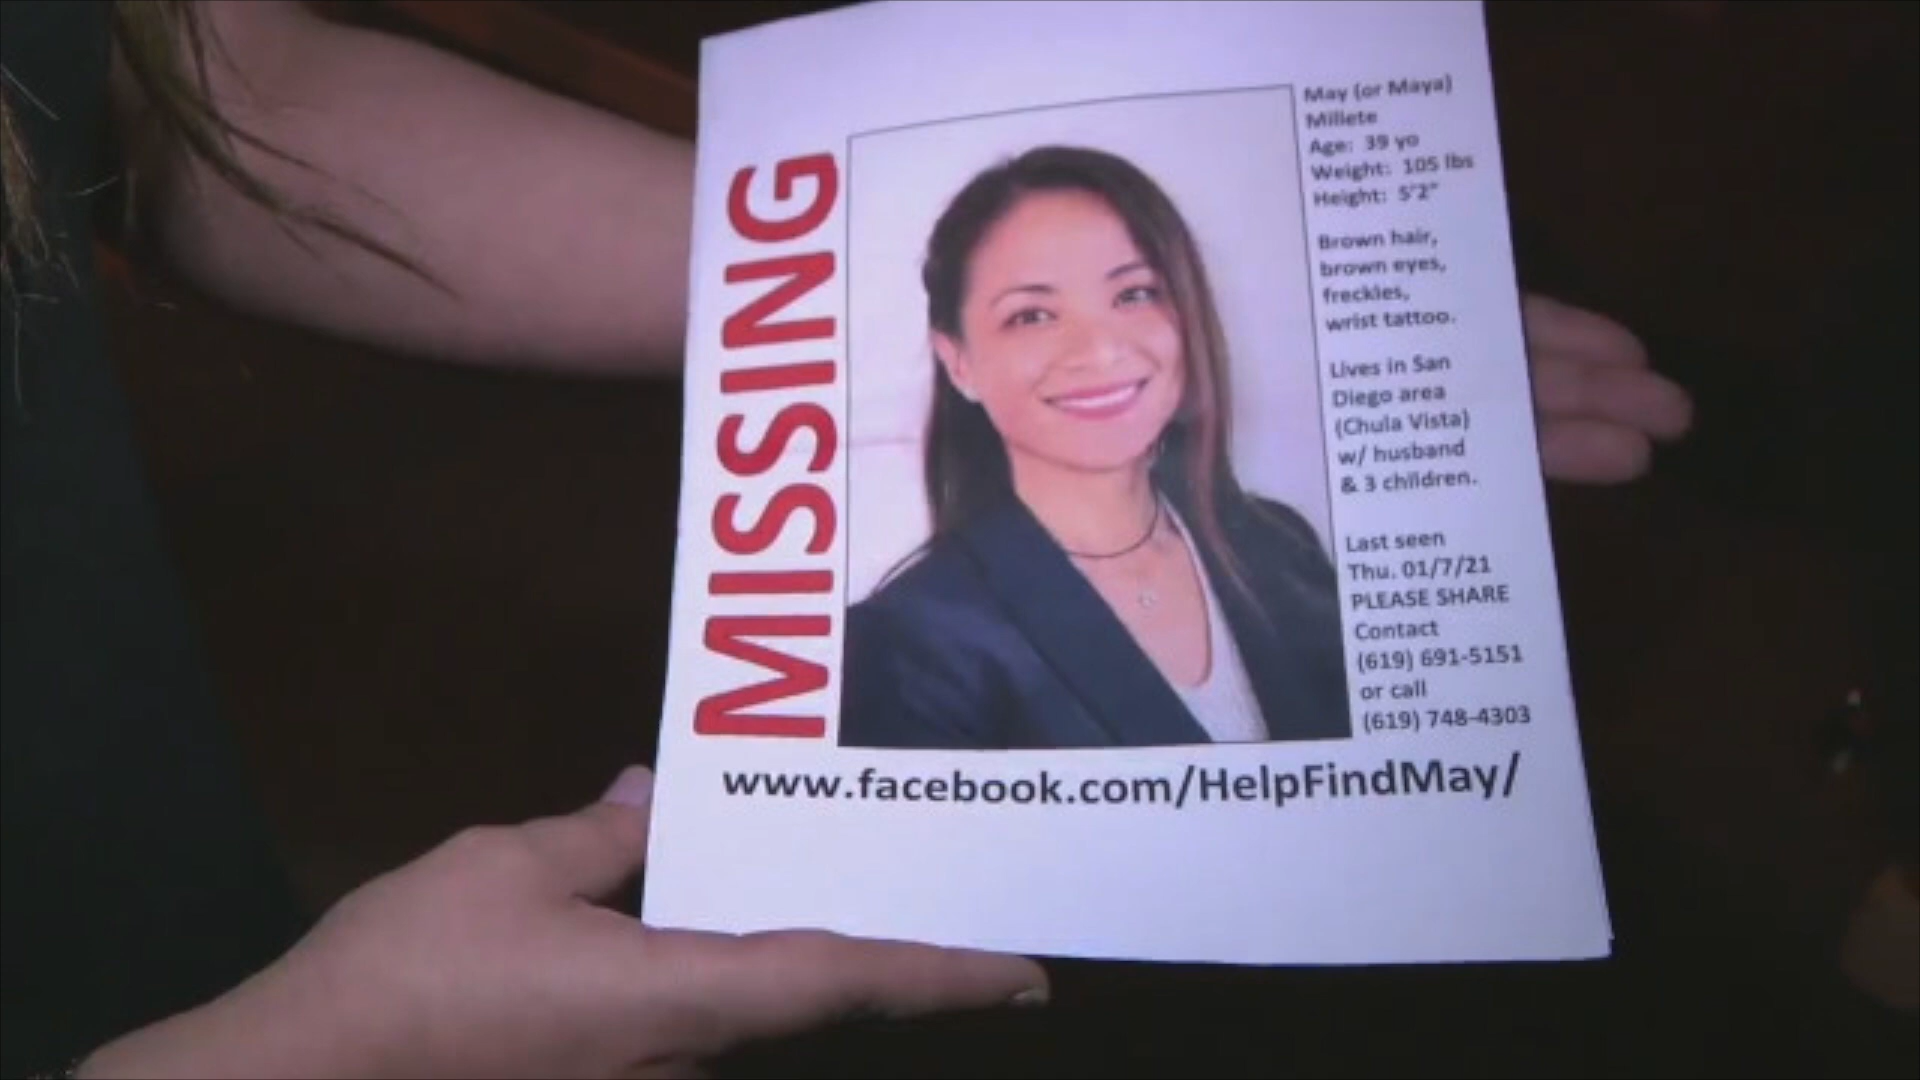 MISSING
May (or Maya)
Millete
Age: 39 yo
Weight: 105 lbs
Height: 5'2"
Brown hair,
brown eyes,
freckles,
wrist tattoo.
Lives in San
Diego area
(Chula Vista)
w/ husband
& 3 children.
Last seen
Thu. 01/7/21
PLEASE SHARE
Contact
(619) 691-5151
or call
(619) 748-4303
www.facebook.com/HelpFindMay/